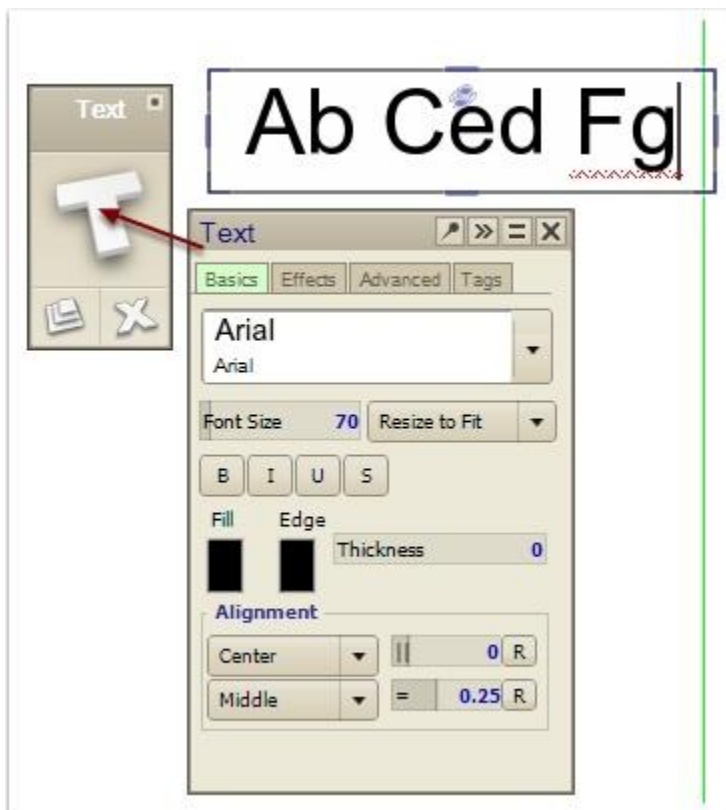 Ab Ced Fg
Text
Text
Basics Effects Advanced Tags
Arial
Arial
Font Size 70 Resize to Fit
B I U S
Fill Edge
Thickness 0
Alignment
Center 0 R
Middle = 0.25 R